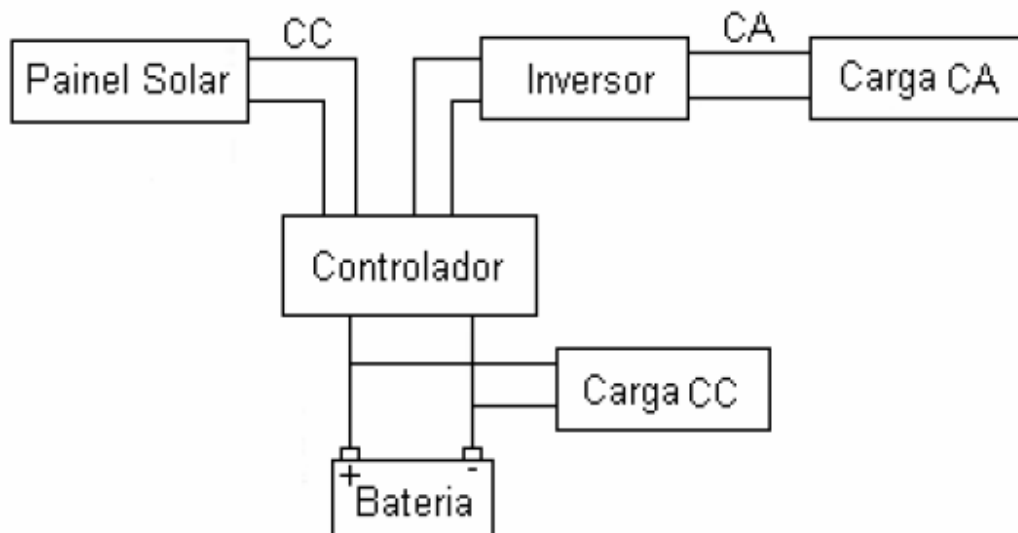 CC
CA
Painel Solar
Inversor
Carga CA
Controlador
Carga CC
+ -
Bateria